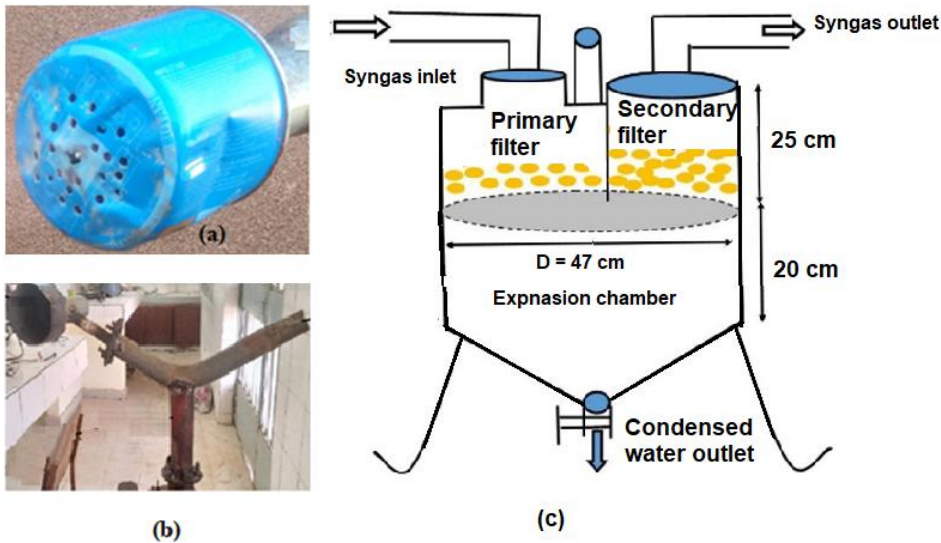 (a)
(b)
Syngas inlet
Syngas outlet
Primary
filter
Secondary
filter
25 cm
D = 47 cm
20 cm
Expnasion chamber
Condensed
water outlet
(c)